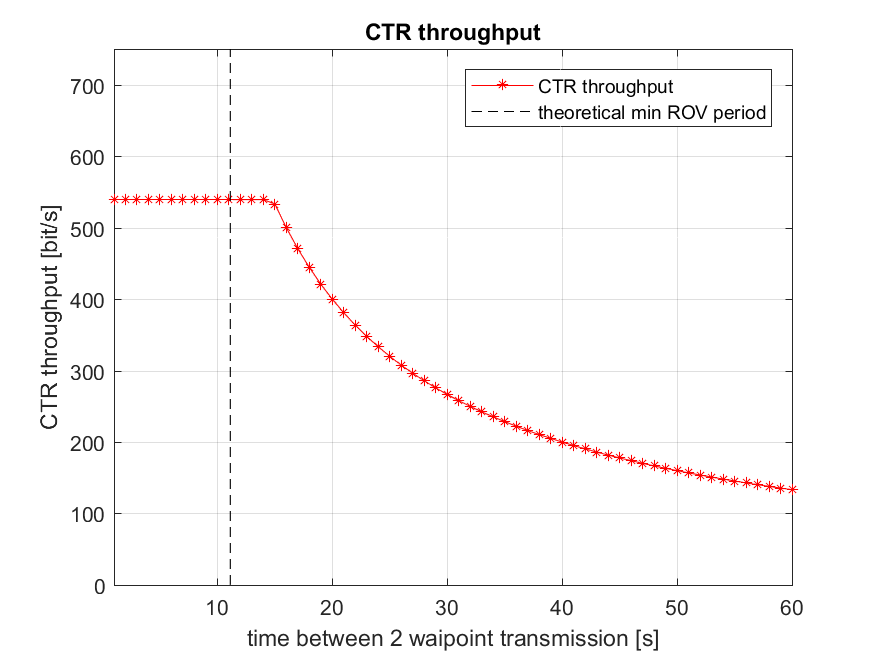 CTR throughput
700
600
500
400
300
200
100
0
CTR throughput [bit/s]
CTR throughput
theoretical min ROV period
10 20 30 40 50 60
time between 2 waipoint transmission [s]